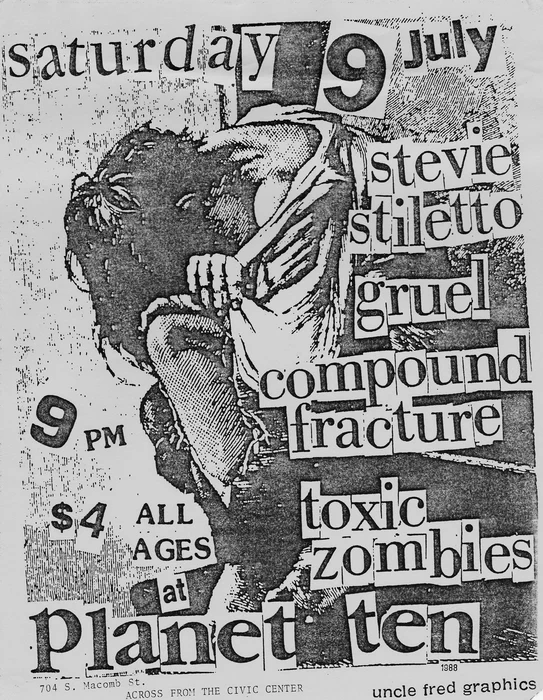 saturday 9 July
stevie
stiletto
gruel
compound
fracture
9 PM
$4 ALL
AGES
toxic
zombies
at
planet ten
1988
704 S. Macomb St.
ACROSS FROM THE CIVIC CENTER
uncle fred graphics